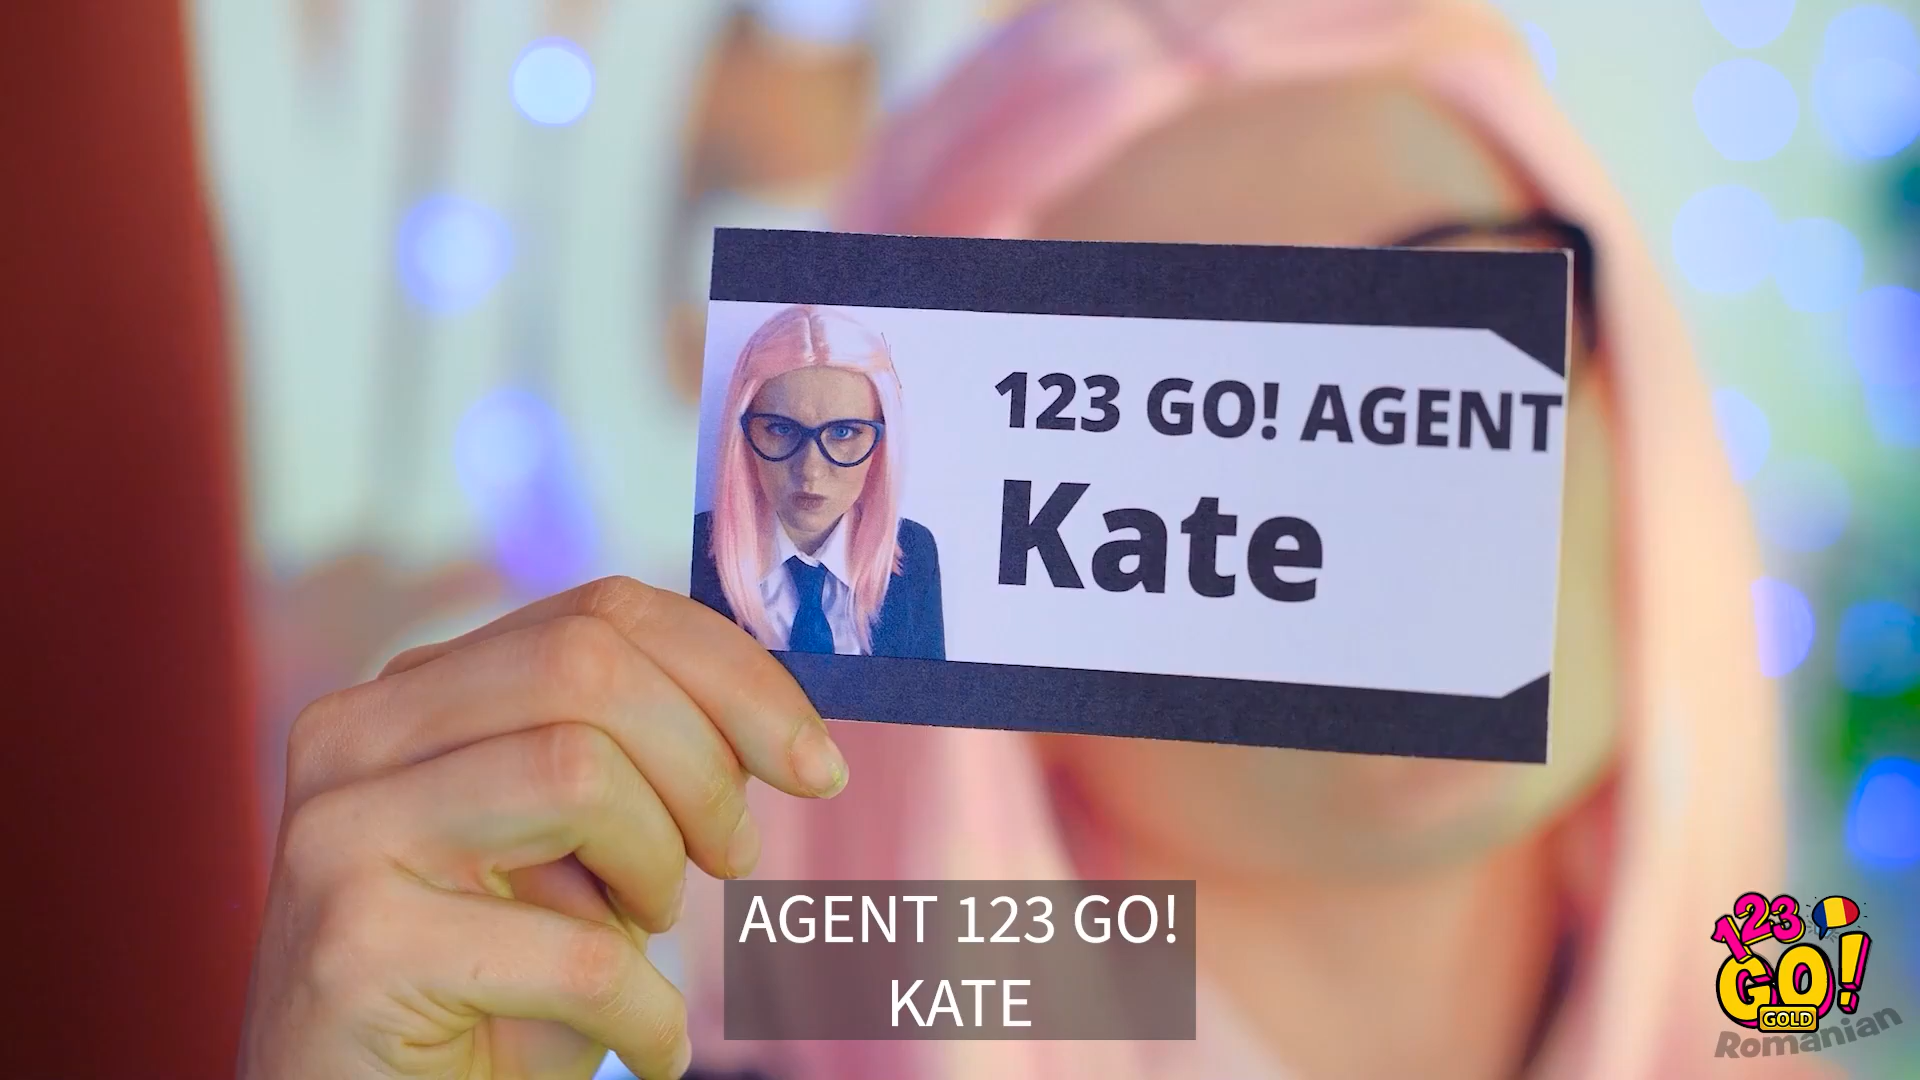 123 GO! AGENT
Kate
AGENT 123 GO!
KATE
123
GO!
GOLD
Romanian